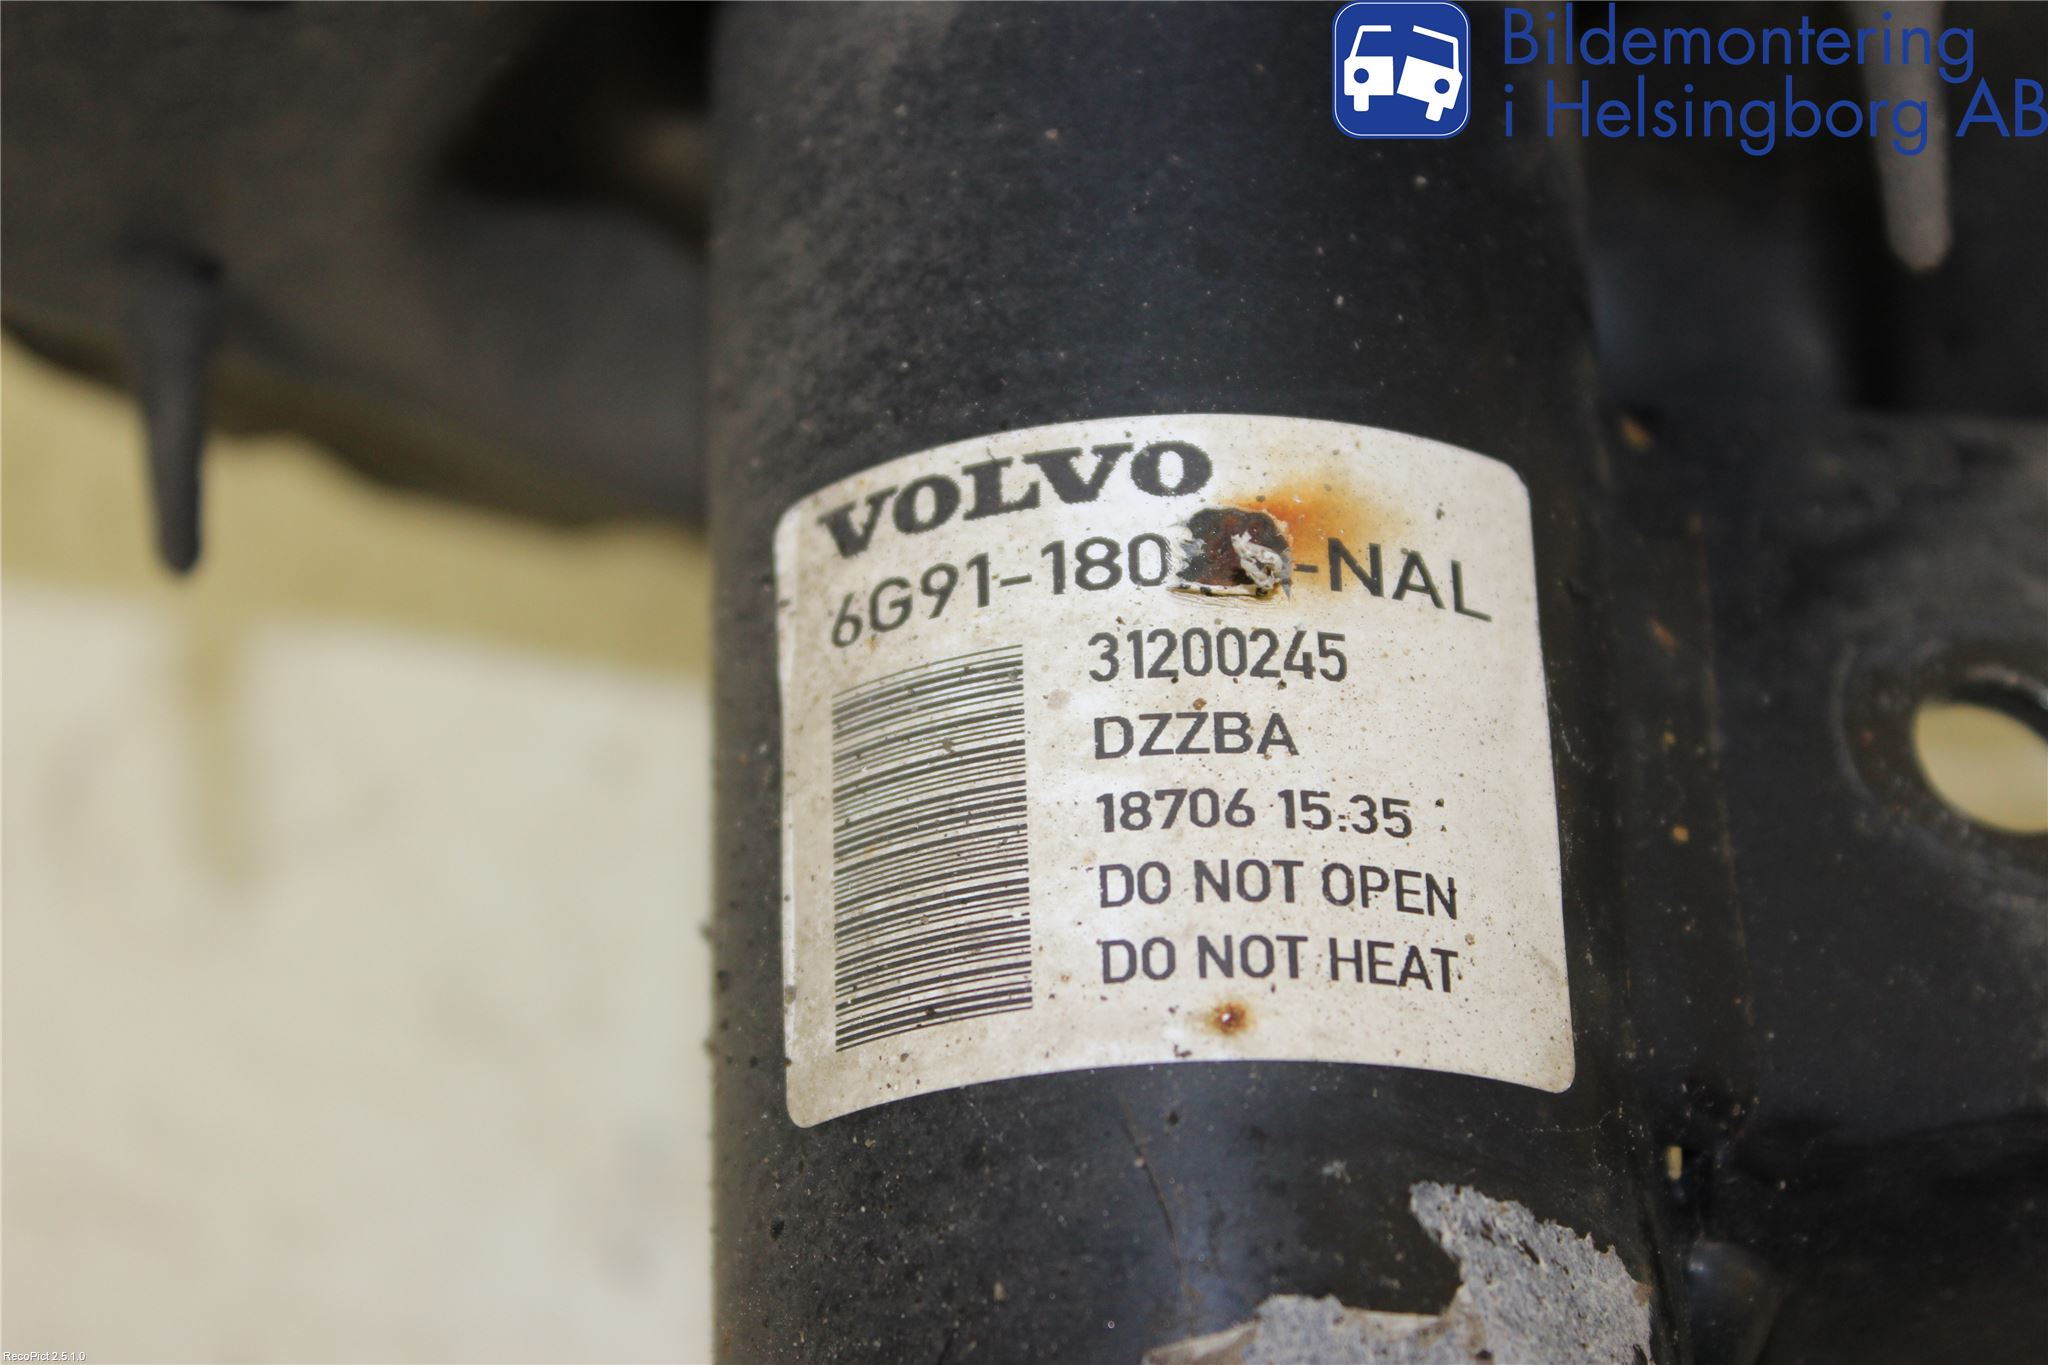 Bildemontering
i Helsingborg AB
VOLVO
6G91-180 -NAL
31200245
DZZBA
18706 15:35
DO NOT OPEN
DO NOT HEAT
RecoPict 2.5.1.0